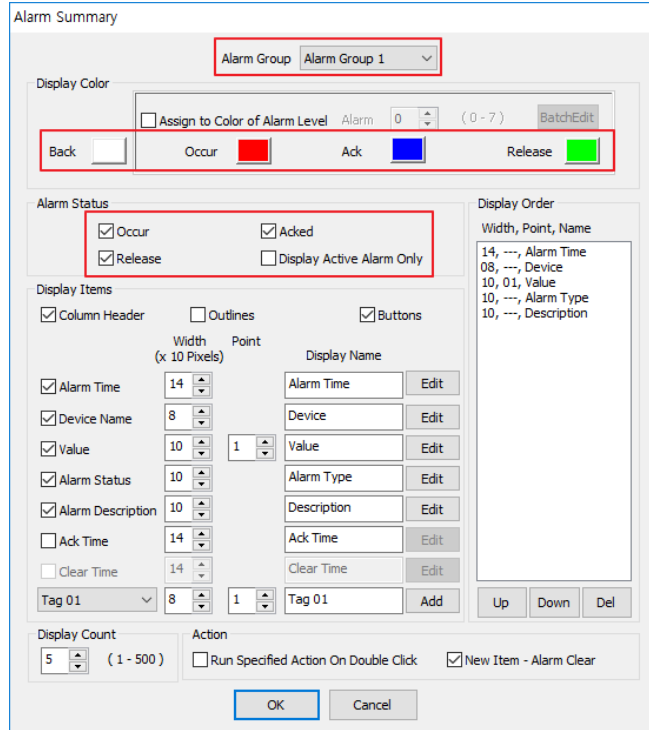 Alarm Summary
Alarm Group Alarm Group 1
Display Color
Assign to Color of Alarm Level Alarm 0 ( 0 - 7 ) BatchEdit
Back Occur Ack Release
Alarm Status
Occur Acked
Release Display Active Alarm Only
Display Items
Column Header Outlines Buttons
Width Point
(x 10 Pixels) Display Name
Alarm Time 14 Alarm Time Edit
Device Name 8 Device Edit
Value 10 1 Value Edit
Alarm Status 10 Alarm Type Edit
Alarm Description 10 Description Edit
Ack Time 14 Ack Time Edit
Clear Time 14 Clear Time Edit
Tag 01 8 1 Tag 01 Add
Display Order
Width, Point, Name
14, ---, Alarm Time
08, ---, Device
10, 01, Value
10, ---, Alarm Type
10, ---, Description
Up Down Del
Display Count
5 ( 1 - 500 )
Action
Run Specified Action On Double Click New Item - Alarm Clear
OK Cancel